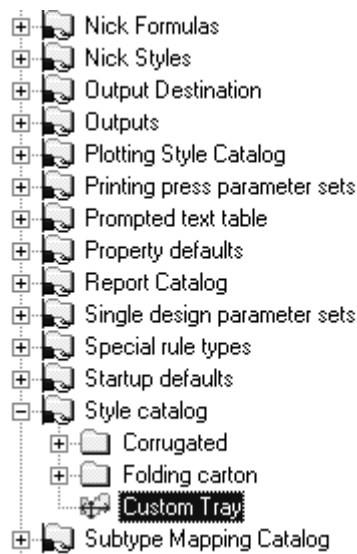 Nick Formulas
Nick Styles
Output Destination
Outputs
Plotting Style Catalog
Printing press parameter sets
Prompted text table
Property defaults
Report Catalog
Single design parameter sets
Special rule types
Startup defaults
Style catalog
Corrugated
Folding carton
Custom Tray
Subtype Mapping Catalog